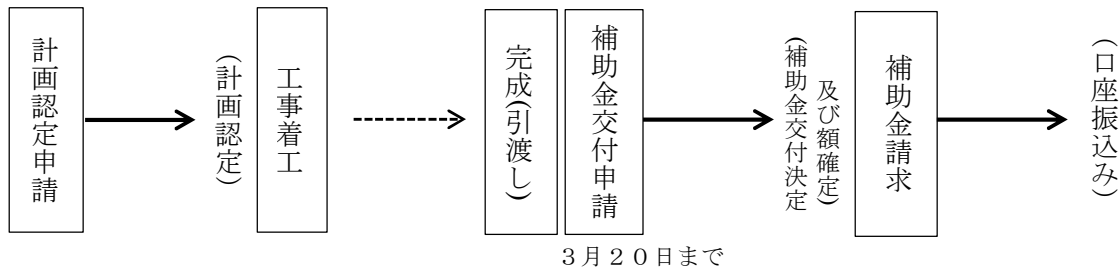 計画認定申請
(計画認定)
工事着工
完成(引渡し)
補助金交付申請
３月２０日まで
(補助金交付決定
及び額確定)
補助金請求
(口座振込み)